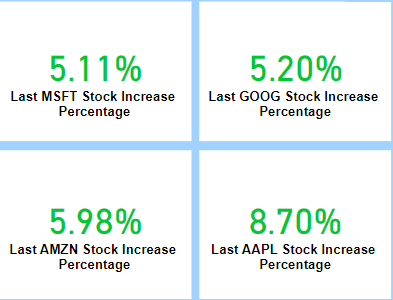 5.11%
Last MSFT Stock Increase
Percentage
5.20%
Last GOOG Stock Increase
Percentage
5.98%
Last AMZN Stock Increase
Percentage
8.70%
Last AAPL Stock Increase
Percentage